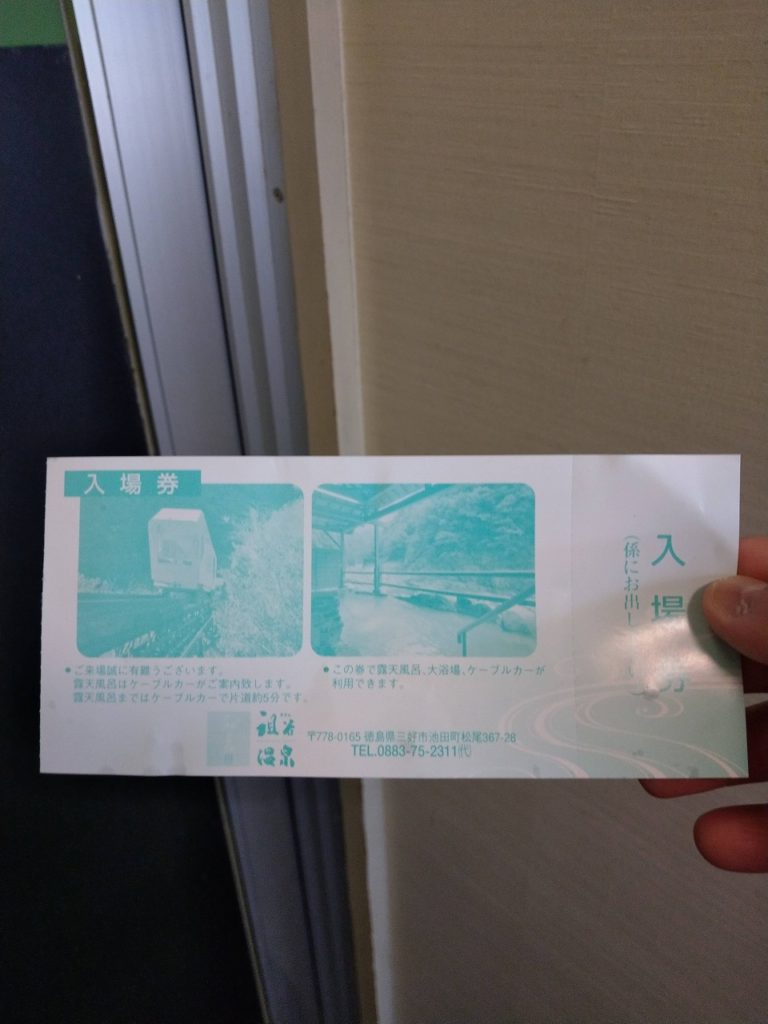 入場券
●ご来場誠に有難うございます。
露天風呂はケーブルカーがご案内致します。
露天風呂まではケーブルカーで片道約5分です。
●この券で露天風呂、大浴場、ケーブルカーが
利用できます。
祖谷
温泉
〒778-0165 徳島県三好市池田町松尾367-28
TEL.0883-75-2311㈹
入場券
(係にお出し